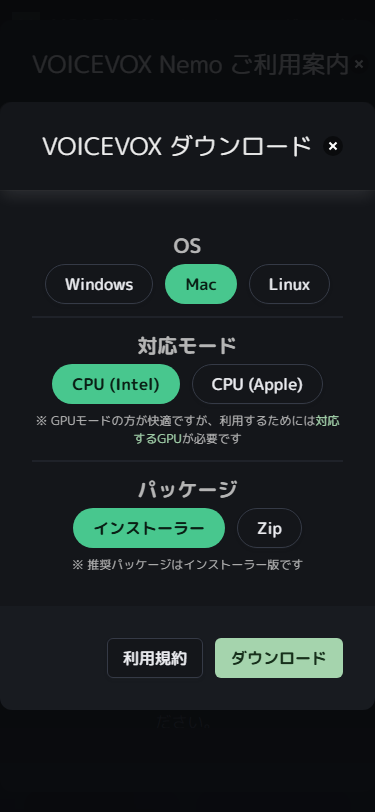 VOICEVOX Nemo ご利用案内 ×
VOICEVOX ダウンロード ×
OS
Windows Mac Linux
対応モード
CPU (Intel) CPU (Apple)
※ GPUモードの方が快適ですが、利用するためには対応
するGPUが必要です
パッケージ
インストーラー Zip
※ 推奨パッケージはインストーラー版です
利用規約 ダウンロード
ださい。